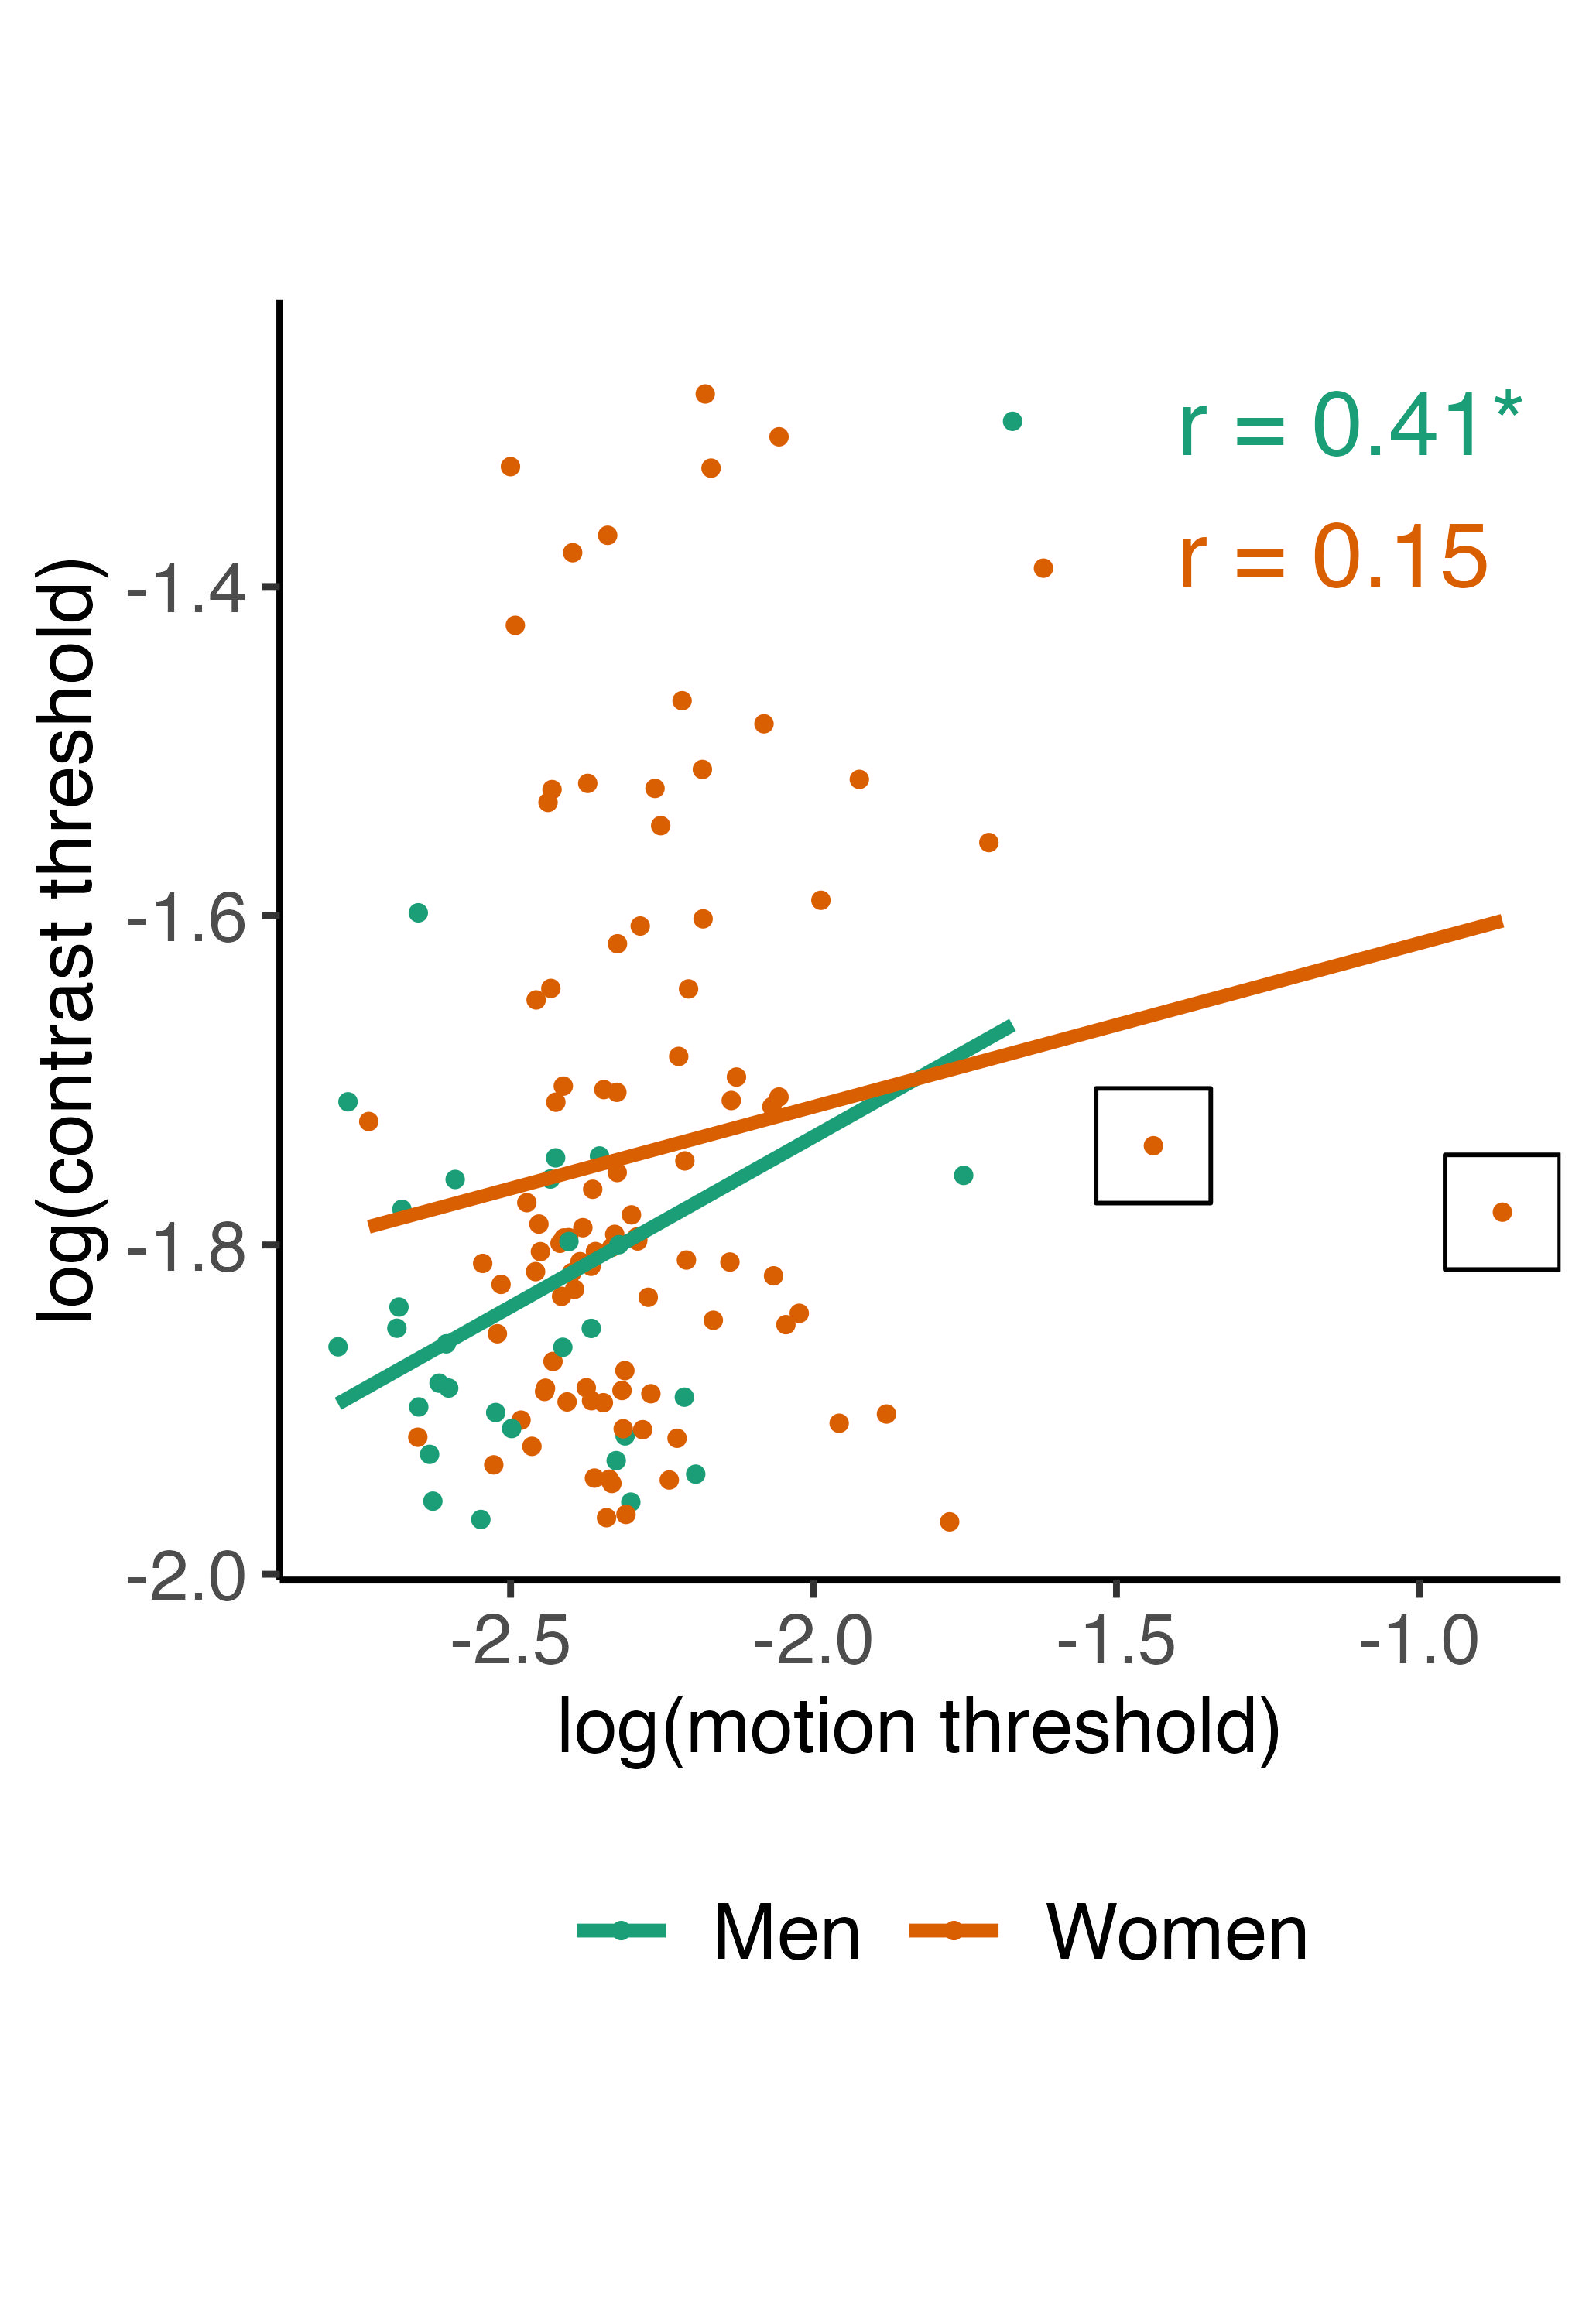 r = 0.41*
r = 0.15
log(contrast threshold)
-1.4
-1.6
-1.8
-2.0
-2.5 -2.0 -1.5 -1.0
log(motion threshold)
Men Women